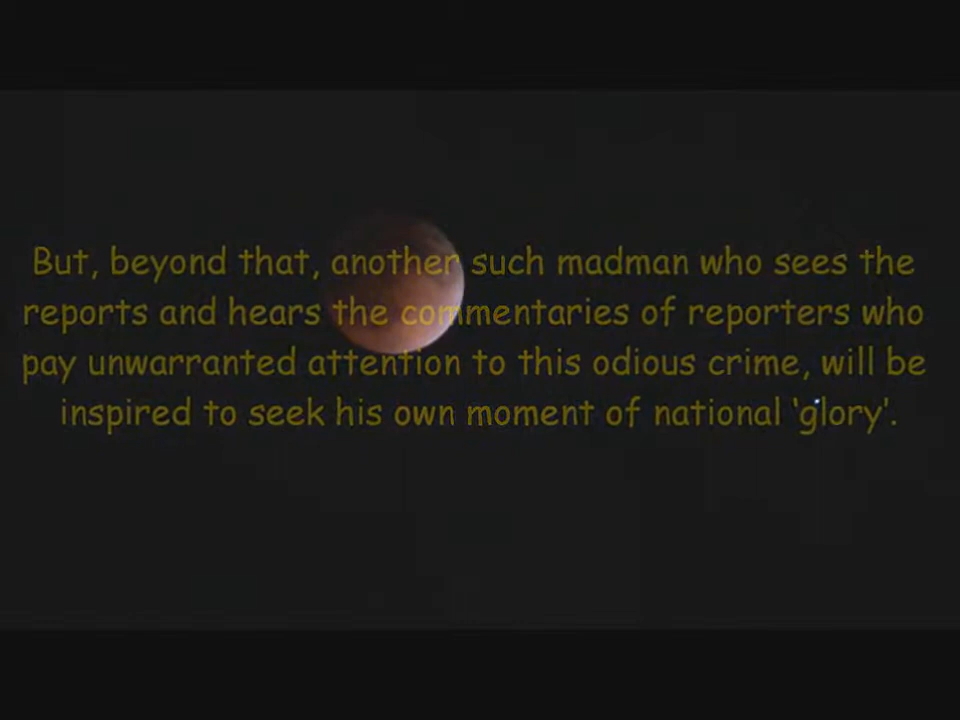 But, beyond that, another such madman who sees the
reports and hears the commentaries of reporters who
pay unwarranted attention to this odious crime, will be
inspired to seek his own moment of national ‘glory’.